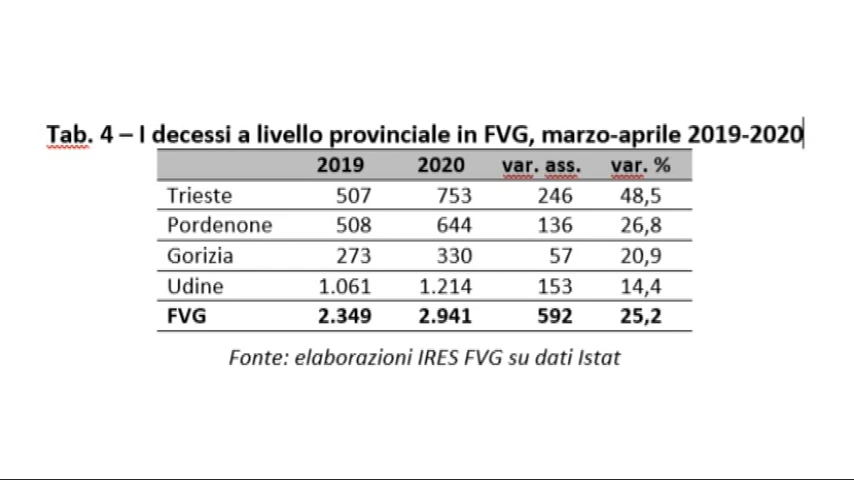 Tab. 4 – I decessi a livello provinciale in FVG, marzo-aprile 2019-2020
2019 2020 var. ass. var. %
Trieste 507 753 246 48,5
Pordenone 508 644 136 26,8
Gorizia 273 330 57 20,9
Udine 1.061 1.214 153 14,4
FVG 2.349 2.941 592 25,2
Fonte: elaborazioni IRES FVG su dati Istat